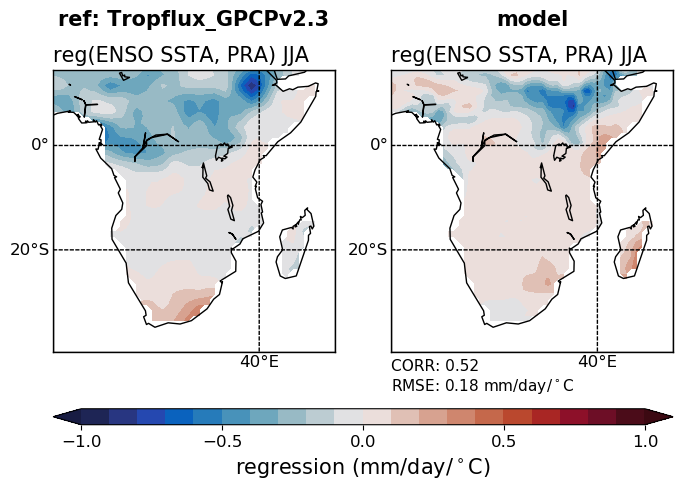 ref: Tropflux_GPCPv2.3
model
reg(ENSO SSTA, PRA) JJA
reg(ENSO SSTA, PRA) JJA
0°
0°
20°S
20°S
40°E
40°E
CORR: 0.52
RMSE: 0.18 mm/day/°C
−1.0 −0.5 0.0 0.5 1.0
regression (mm/day/°C)